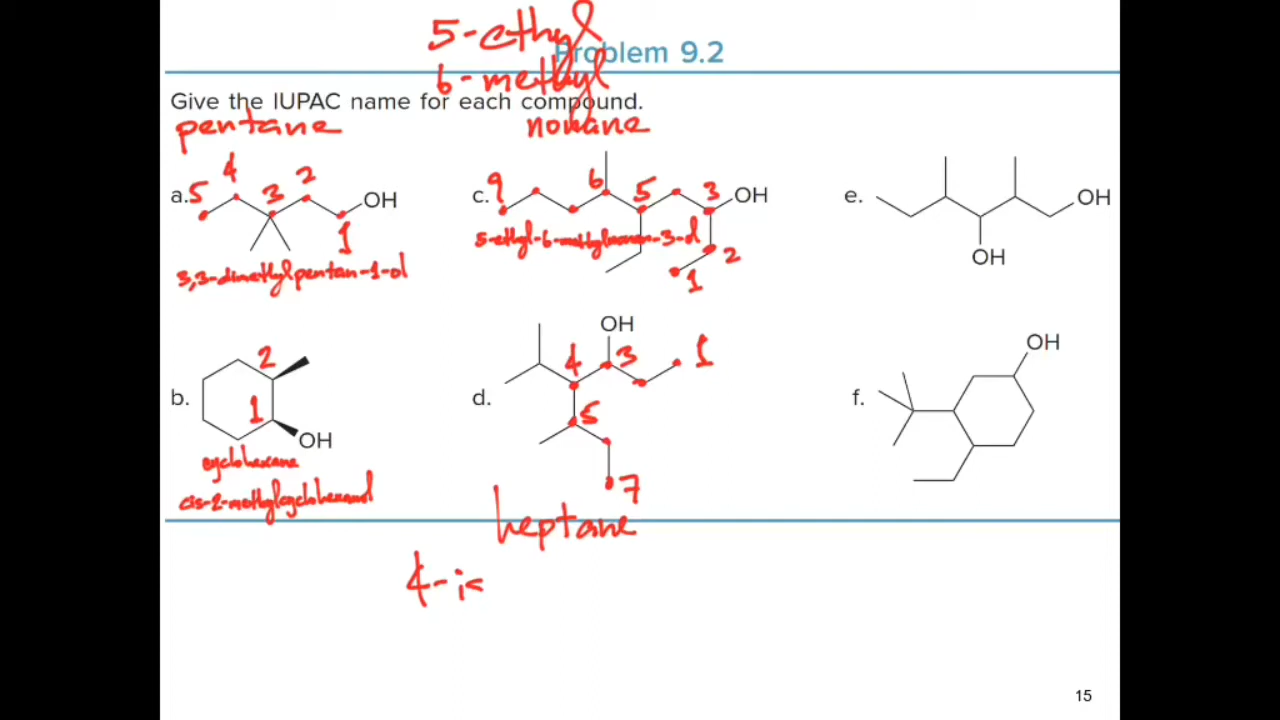 5-ethyl
Problem 9.2
6-methyl
Give the IUPAC name for each compound.
pentane
nonane
a.
5
4
3
2
1
OH
3,3-dimethylpentan-1-ol
c.
9
6
5
3
OH
2
1
5-ethyl-6-methylnonan-3-ol
e.
OH
OH
b.
2
1
OH
cyclohexane
cis-2-methylcyclohexanol
d.
OH
4
3
1
5
7
heptane
4-is
f.
OH
15